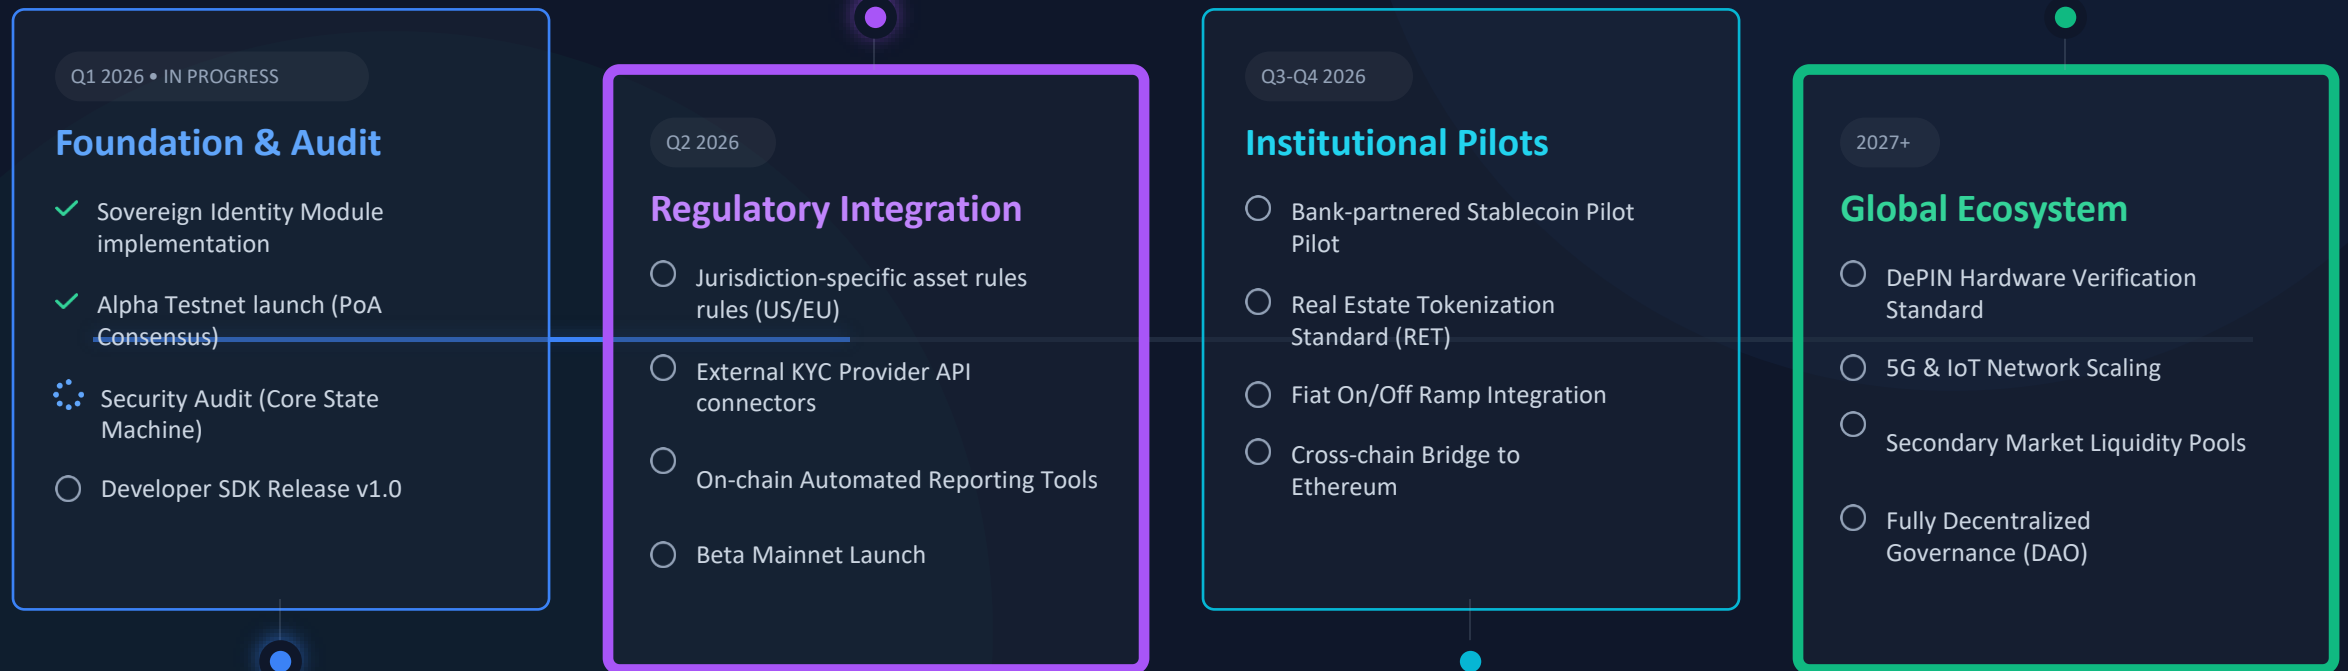 Q1 2026 • IN PROGRESS
Foundation & Audit
Sovereign Identity Module
implementation
Alpha Testnet launch (PoA
Consensus)
Security Audit (Core State
Machine)
Developer SDK Release v1.0
Q2 2026
Regulatory Integration
Jurisdiction-specific asset rules
rules (US/EU)
External KYC Provider API
connectors
On-chain Automated Reporting Tools
Beta Mainnet Launch
Q3-Q4 2026
Institutional Pilots
Bank-partnered Stablecoin Pilot
Pilot
Real Estate Tokenization
Standard (RET)
Fiat On/Off Ramp Integration
Cross-chain Bridge to
Ethereum
2027+
Global Ecosystem
DePIN Hardware Verification
Standard
5G & IoT Network Scaling
Secondary Market Liquidity Pools
Fully Decentralized
Governance (DAO)